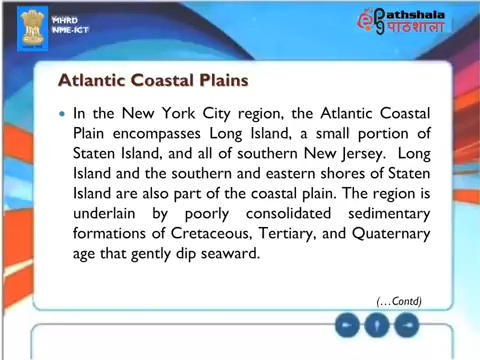 MHRD
NME-ICT
Pathshala
पाठशाला
Atlantic Coastal Plains
• In the New York City region, the Atlantic Coastal
Plain encompasses Long Island, a small portion of
Staten Island, and all of southern New Jersey. Long
Island and the southern and eastern shores of Staten
Island are also part of the coastal plain. The region is
underlain by poorly consolidated sedimentary
formations of Cretaceous, Tertiary, and Quaternary
age that gently dip seaward.
(...Contd)